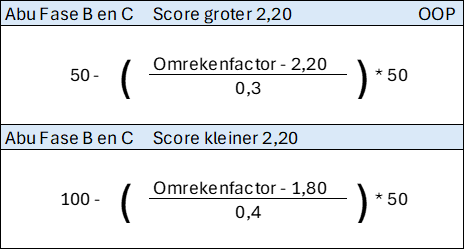 Abu Fase B en C Score groter 2,20 OOP
Omrekenfactor - 2,20
50 - ( ) * 50
0,3
Abu Fase B en C Score kleiner 2,20
Omrekenfactor - 1,80
100 - ( ) * 50
0,4